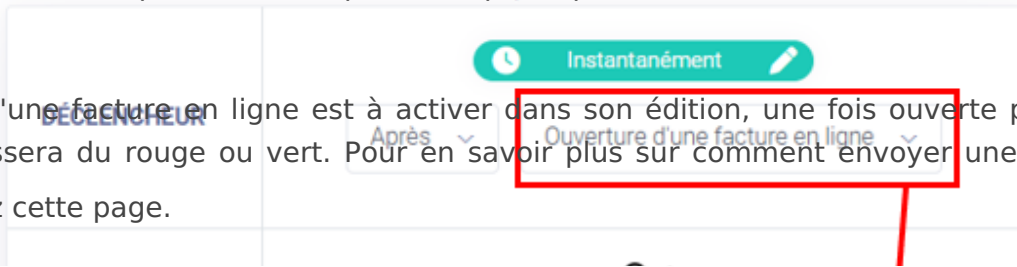 Instantanément
'une facture en ligne est à activer dans son édition, une fois ouverte p
DÉCLENCHEUR
Après
Ouverture d'une facture en ligne
ssera du rouge ou vert. Pour en savoir plus sur comment envoyer une
z cette page.